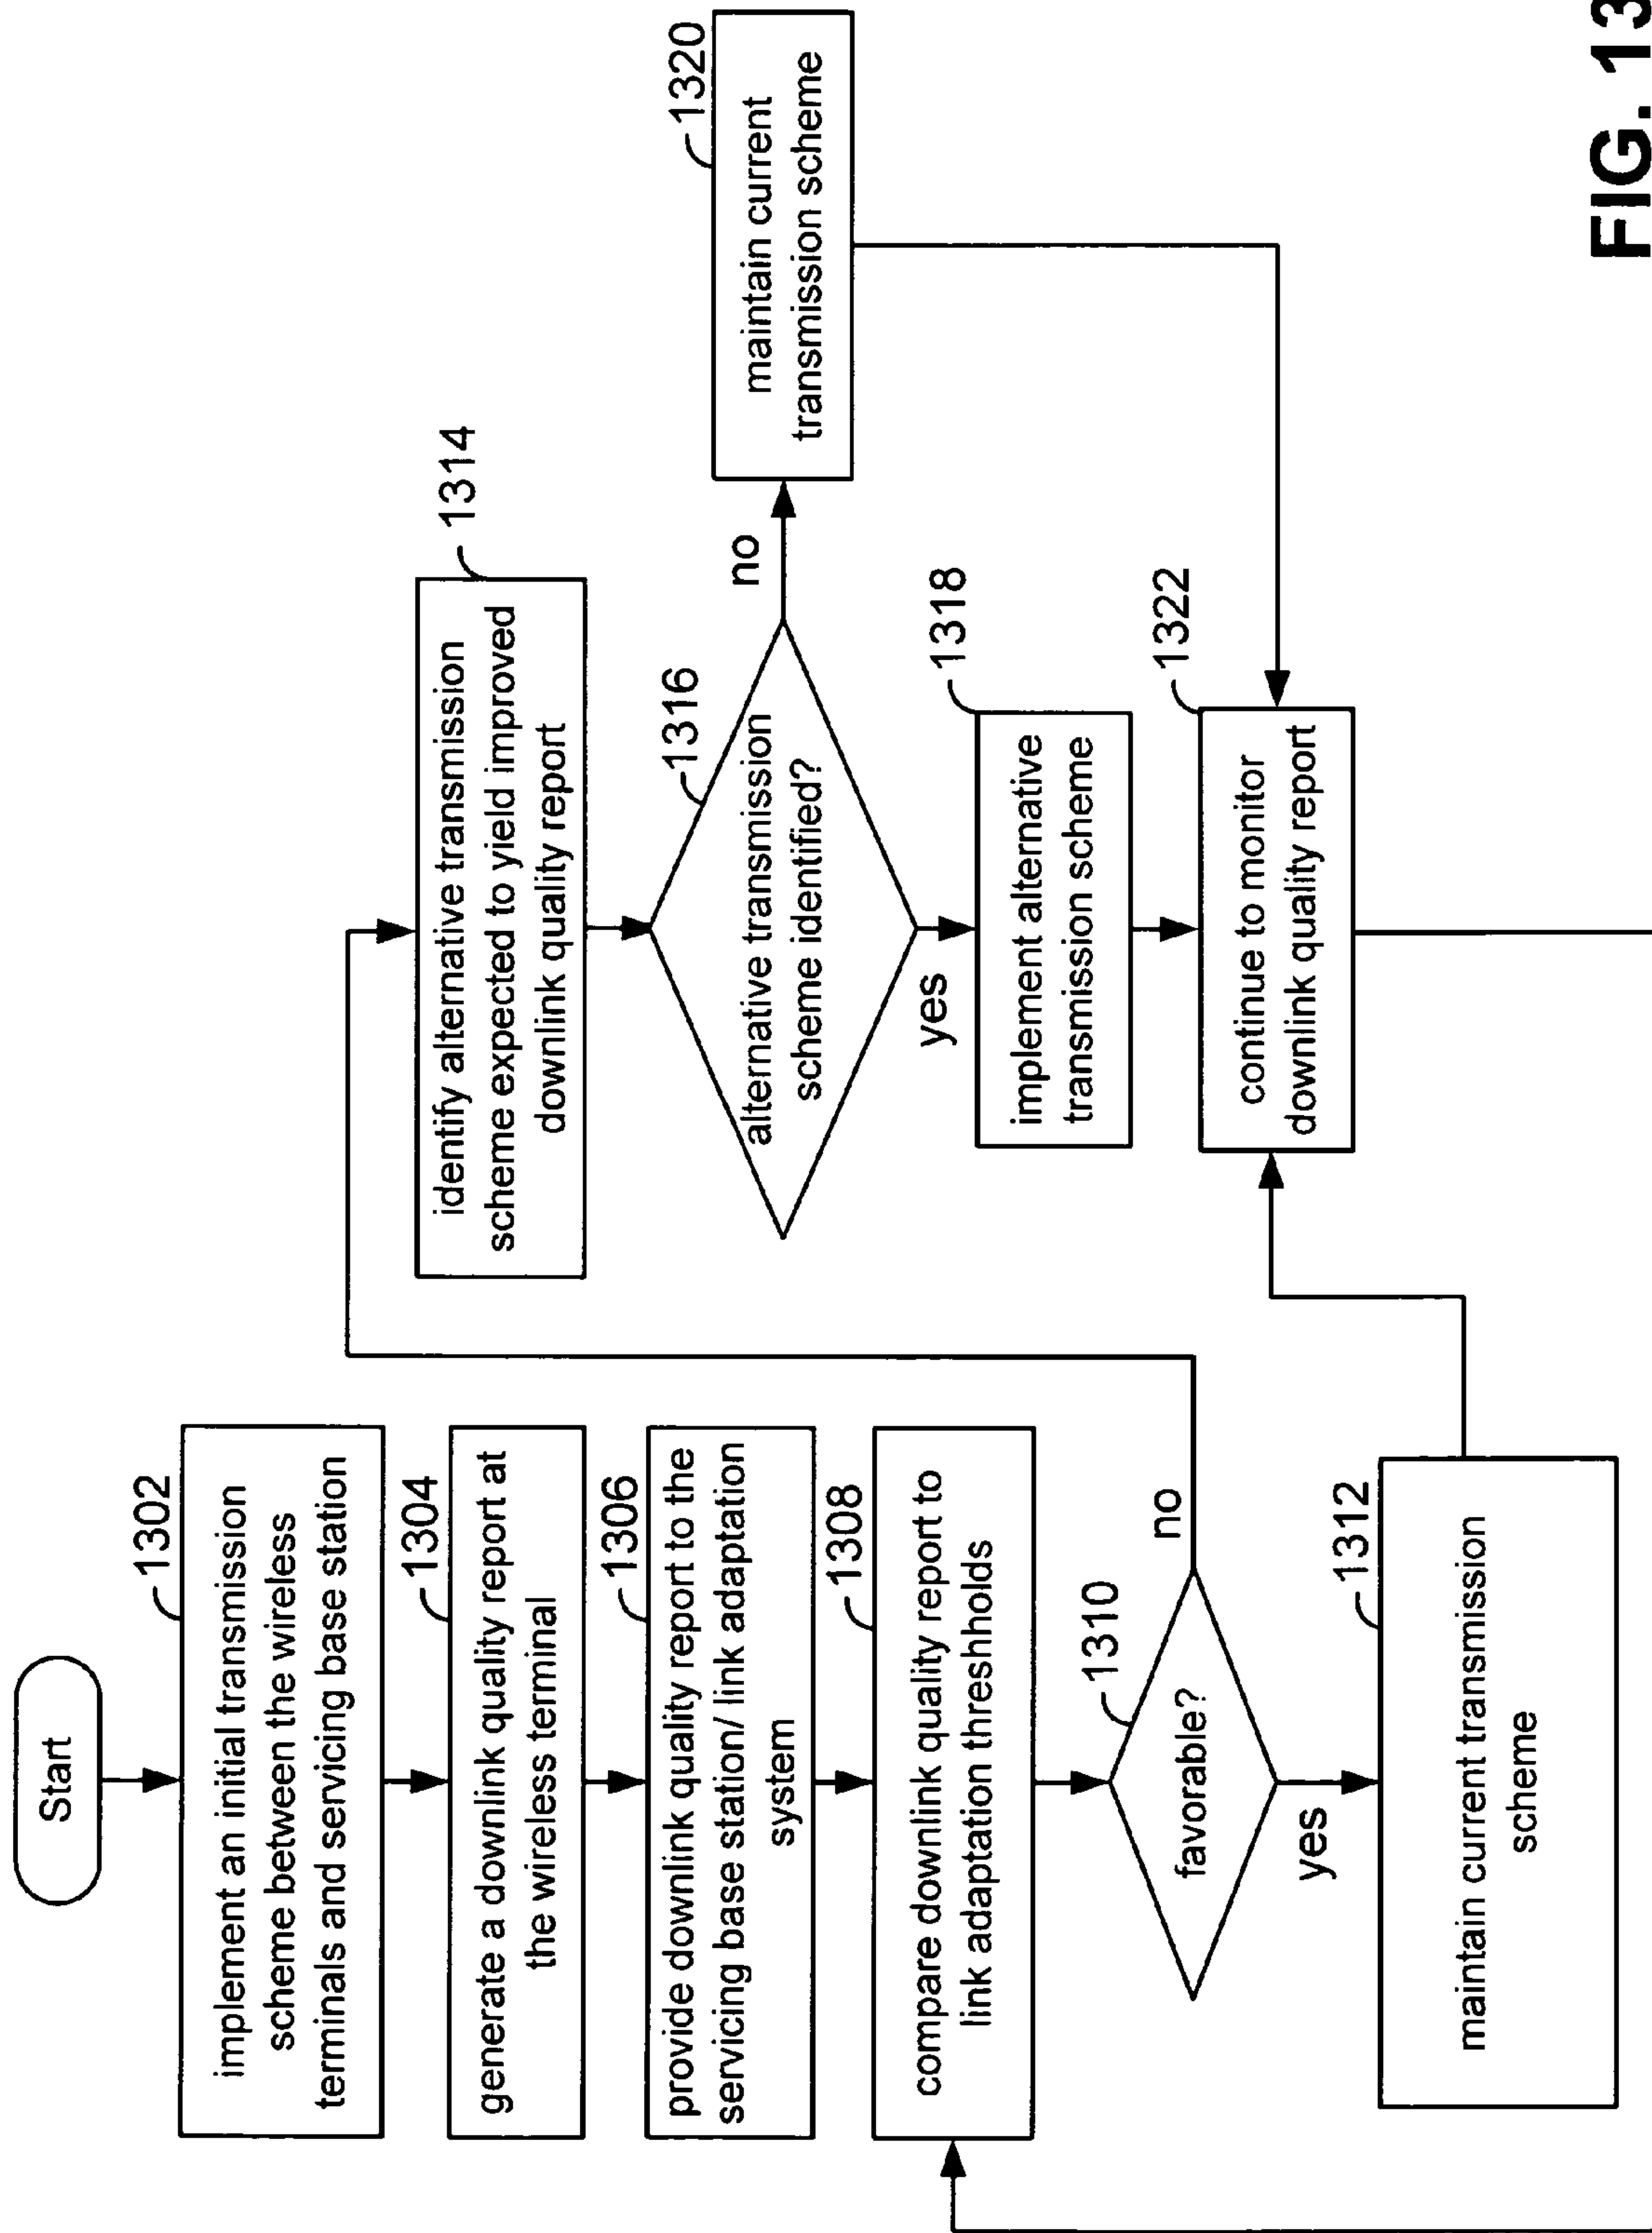 Start
1302
implement an initial transmission
scheme between the wireless
terminals and servicing base station
1304
generate a downlink quality report at
the wireless terminal
1306
provide downlink quality report to the
servicing base station/ link adaptation
system
1308
compare downlink quality report to
link adaptation threshholds
1310
favorable?
no
yes
1312
maintain current transmission
scheme
1314
identify alternative transmission
scheme expected to yield improved
downlink quality report
1316
alternative transmission
scheme identified?
no
yes
1318
implement alternative
transmission scheme
1320
maintain current
transmission scheme
1322
continue to monitor
downlink quality report
FIG. 13